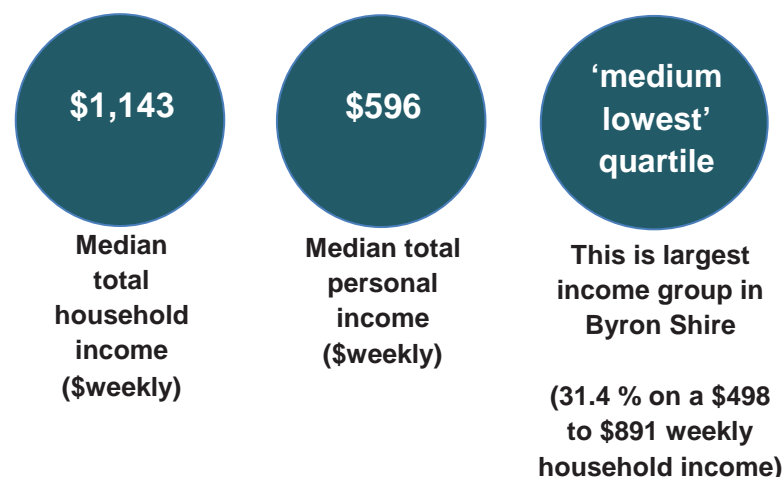 $1,143
Median
total
household
income
($weekly)
$596
Median total
personal
income
($weekly)
‘medium
lowest’
quartile
This is largest
income group in
Byron Shire
(31.4 % on a $498
to $891 weekly
household income)